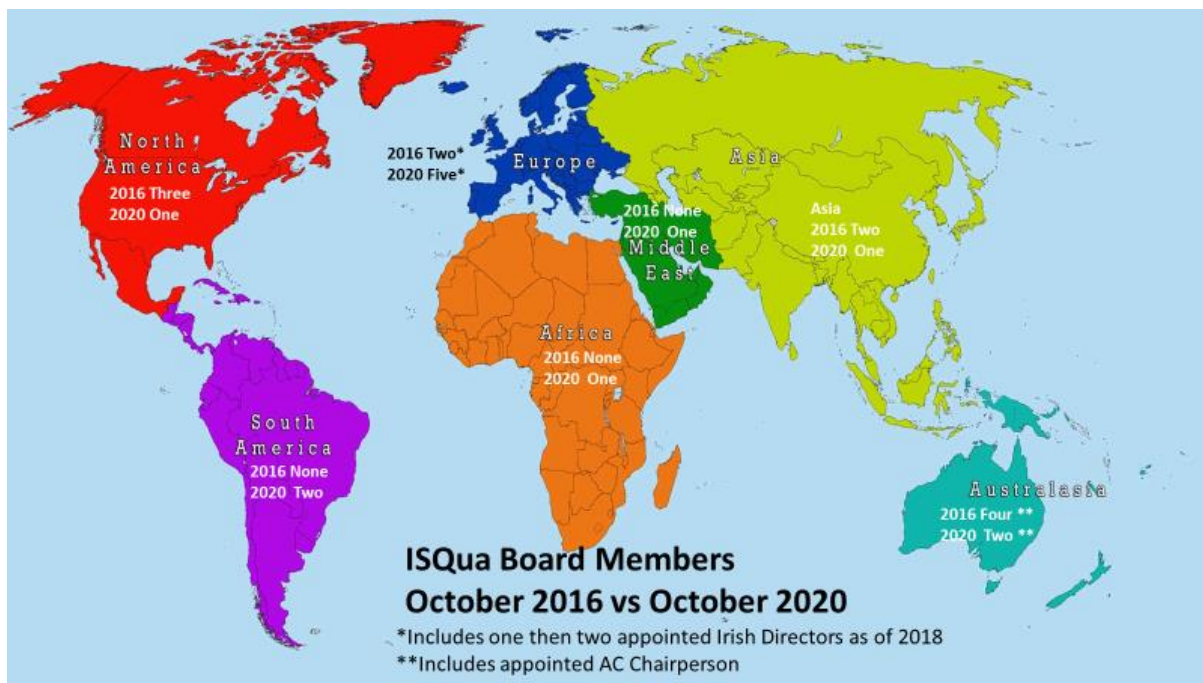 North
America
2016 Three
2020 One
2016 Two*
2020 Five*
Europe
Asia
Asia
2016 Two
2020 One
2016 None
2020 One
Middle
East
Africa
2016 None
2020 One
South
America
2016 None
2020 Two
Australasia
2016 Four **
2020 Two **
ISQua Board Members
October 2016 vs October 2020
*Includes one then two appointed Irish Directors as of 2018
**Includes appointed AC Chairperson